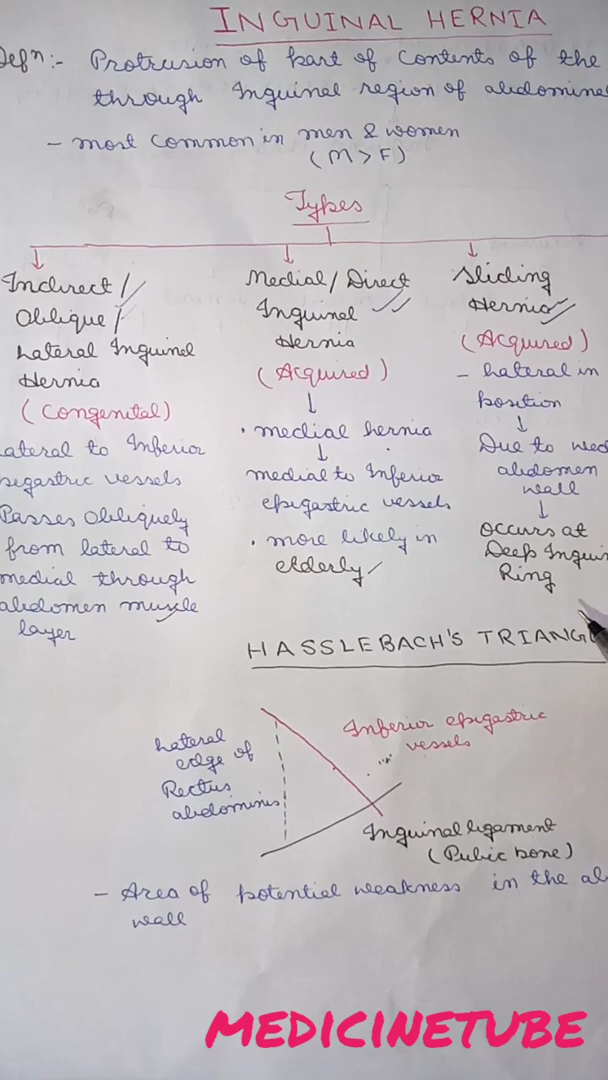 INGUINAL HERNIA
Defn:- Protrusion of part of contents of the
through Inguinal region of abdominal
- most common in men & women
(M>F)
Types
Indirect/
Oblique/
Lateral Inguinal
Hernia
(Congenital)
Lateral to Inferior
epigastric vessels
Passes obliquely
from lateral to
medial through
abdomen muscle
layer
Medial/Direct
Inguinal
Hernia
(Acquired)
• medial hernia
medial to Inferior
epigastric vessels
• more likely in
elderly
Sliding
Hernia
(Acquired)
- Lateral in
position
Due to
abdomen
wall
occurs at
Deep Inguin
Ring
HASSLEBACH'S TRIANG
Lateral
edge of
Rectus
abdominis
Inferior epigastric
vessels
Inguinal ligament
(Pubic bone)
- Area of potential weakness in the
wall
MEDICINETUBE